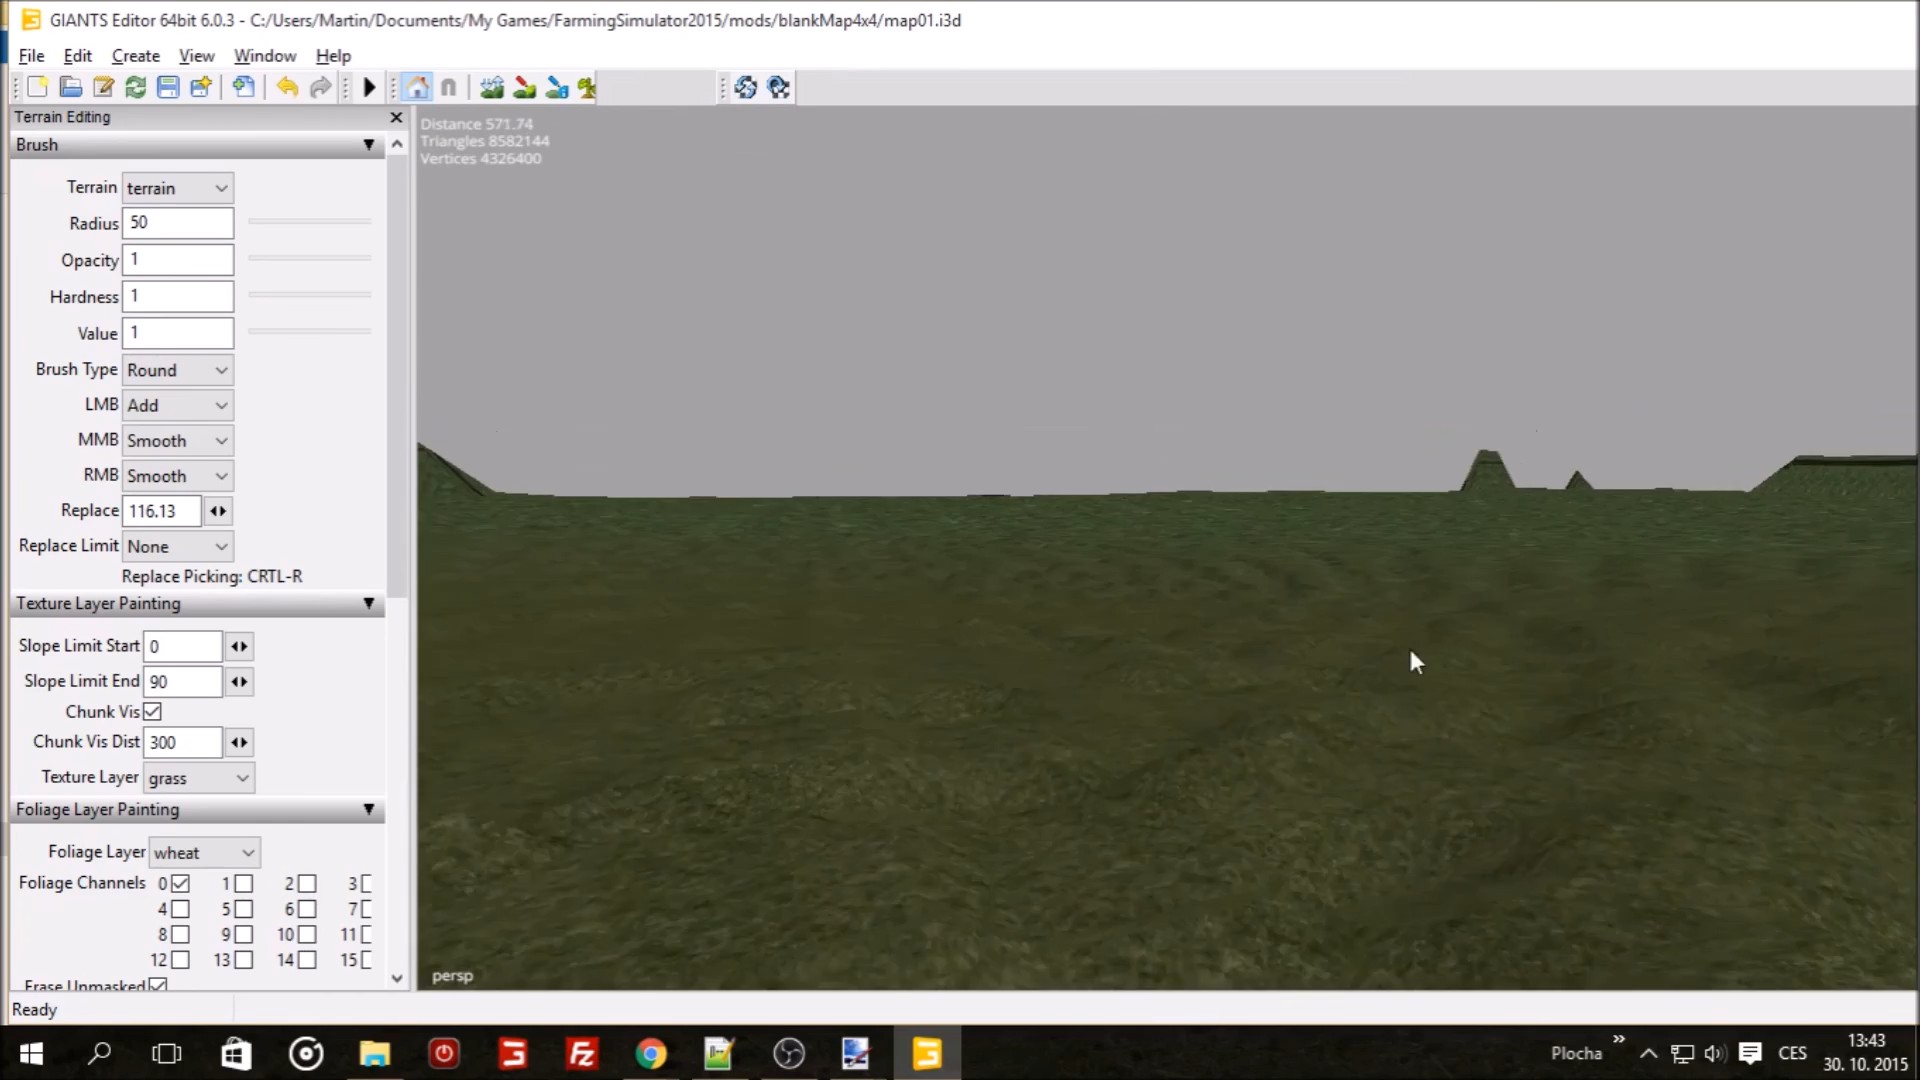 GIANTS Editor 64bit 6.0.3 - C:/Users/Martin/Documents/My Games/FarmingSimulator2015/mods/blankMap4x4/map01.i3d
File Edit Create View Window Help
Terrain Editing
Brush
Terrain terrain
Radius 50
Opacity 1
Hardness 1
Value 1
Brush Type Round
LMB Add
MMB Smooth
RMB Smooth
Replace 116.13
Replace Limit None
Replace Picking: CRTL-R
Texture Layer Painting
Slope Limit Start 0
Slope Limit End 90
Chunk Vis
Chunk Vis Dist 300
Texture Layer grass
Foliage Layer Painting
Foliage Layer wheat
Foliage Channels 0 1 2 3
4 5 6 7
8 9 10 11
12 13 14 15
Erase Unmasked
Distance 571.74
Triangles 8582144
Vertices 4326400
persp
Ready
Plocha » CES
13:43
30. 10. 2015